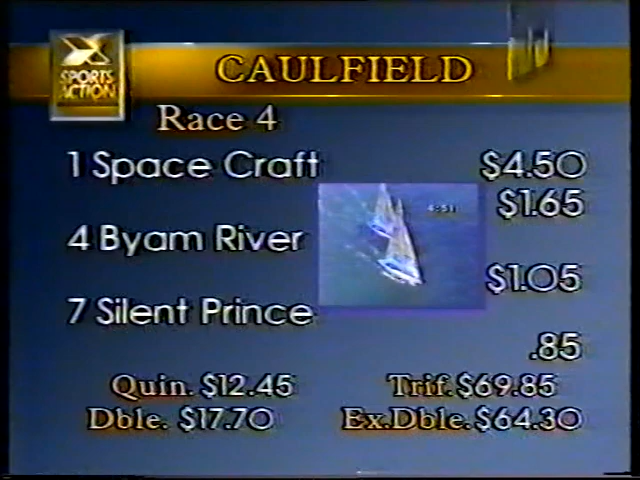 SPORTS
ACTION
CAULFIELD
Race 4
1 Space Craft $4.50
$1.65
4 Byam River
$1.05
7 Silent Prince
.85
Quin. $12.45 Trif. $69.85
Dble. $17.70 Ex.Dble. $64.30